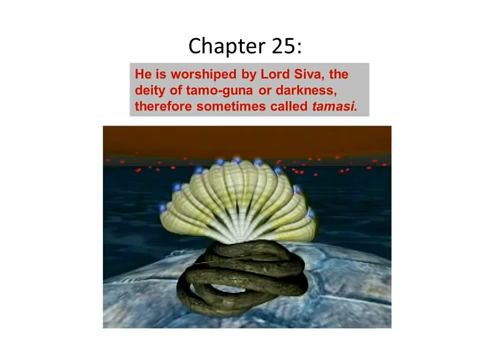 Chapter 25:
He is worshiped by Lord Siva, the
deity of tamo-guna or darkness,
therefore sometimes called tamasi.